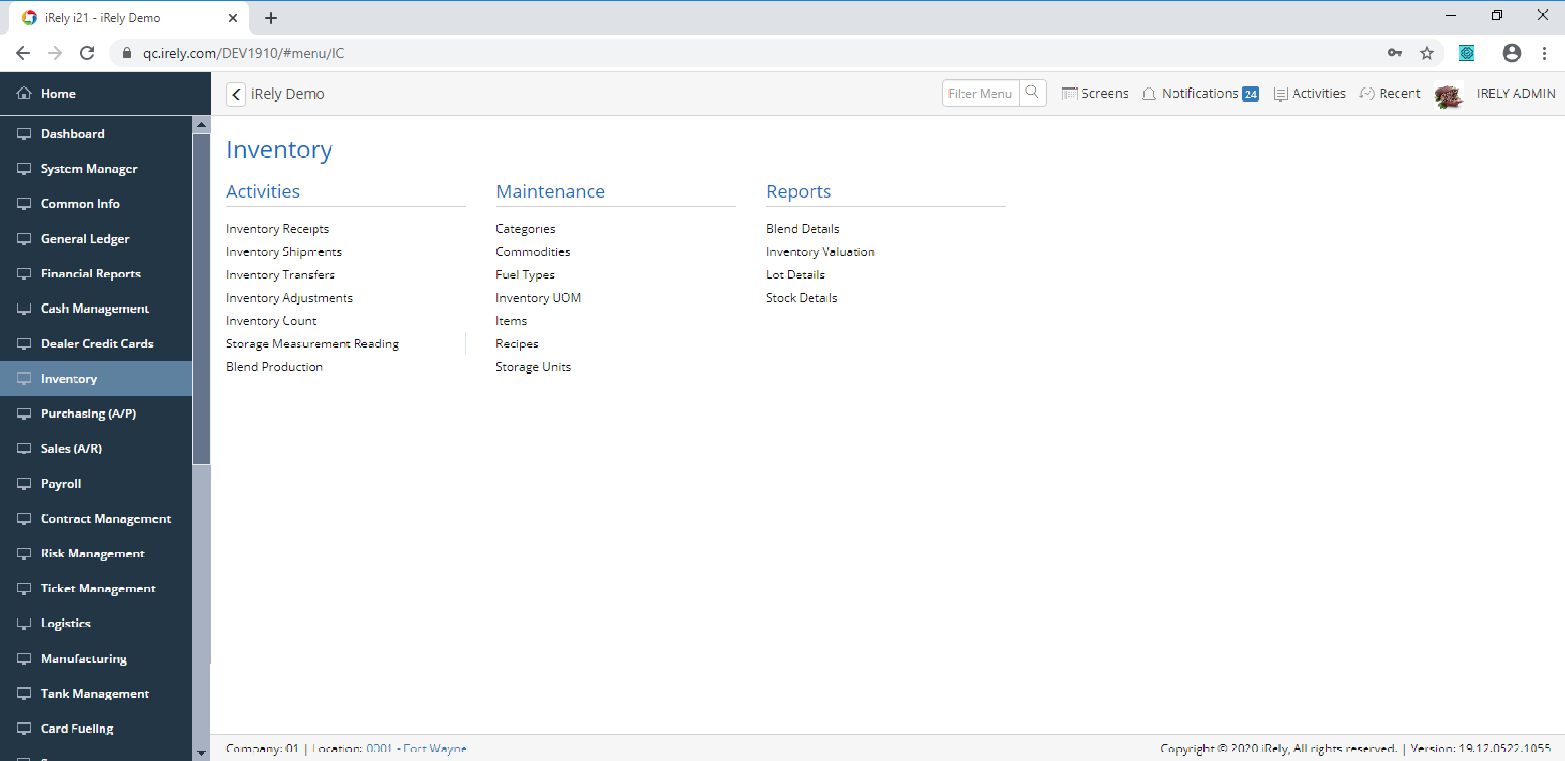 iRely i21 - iRely Demo
qc.irely.com/DEV1910/#menu/IC
Home
iRely Demo
Filter Menu
Screens
Notifications 24
Activities
Recent
IRELY ADMIN
Dashboard
System Manager
Common Info
General Ledger
Financial Reports
Cash Management
Dealer Credit Cards
Inventory
Purchasing (A/P)
Sales (A/R)
Payroll
Contract Management
Risk Management
Ticket Management
Logistics
Manufacturing
Tank Management
Card Fueling
Inventory
Activities
Inventory Receipts
Inventory Shipments
Inventory Transfers
Inventory Adjustments
Inventory Count
Storage Measurement Reading
Blend Production
Maintenance
Categories
Commodities
Fuel Types
Inventory UOM
Items
Recipes
Storage Units
Reports
Blend Details
Inventory Valuation
Lot Details
Stock Details
Company: 01 | Location: 0001 - Fort Wayne
Copyright © 2020 iRely, All rights reserved. | Version: 19.12.0522.1055